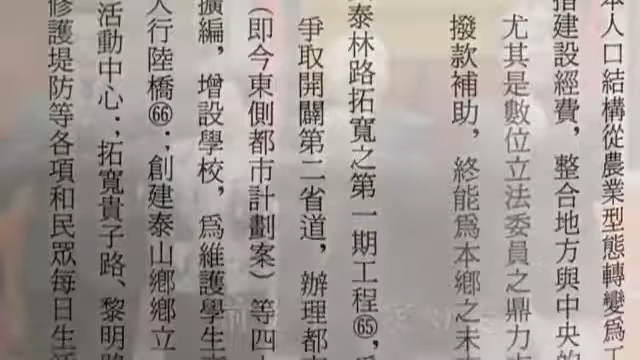 本人口結構從農業型態轉變為工
建設經費，整合地方與中央
尤其是數位立法委員之鼎力
撥款補助，終能為本鄉之未
泰林路拓寬之第一期工程㊅，
爭取開闢第二省道，辦理都
（即今東側都市計劃案）等四
擴編，增設學校，為維護學生
人行陸橋；創建泰山鄉鄉立
活動中心；拓寬貴子路、黎明路
修護堤防等各項和民眾每日生活